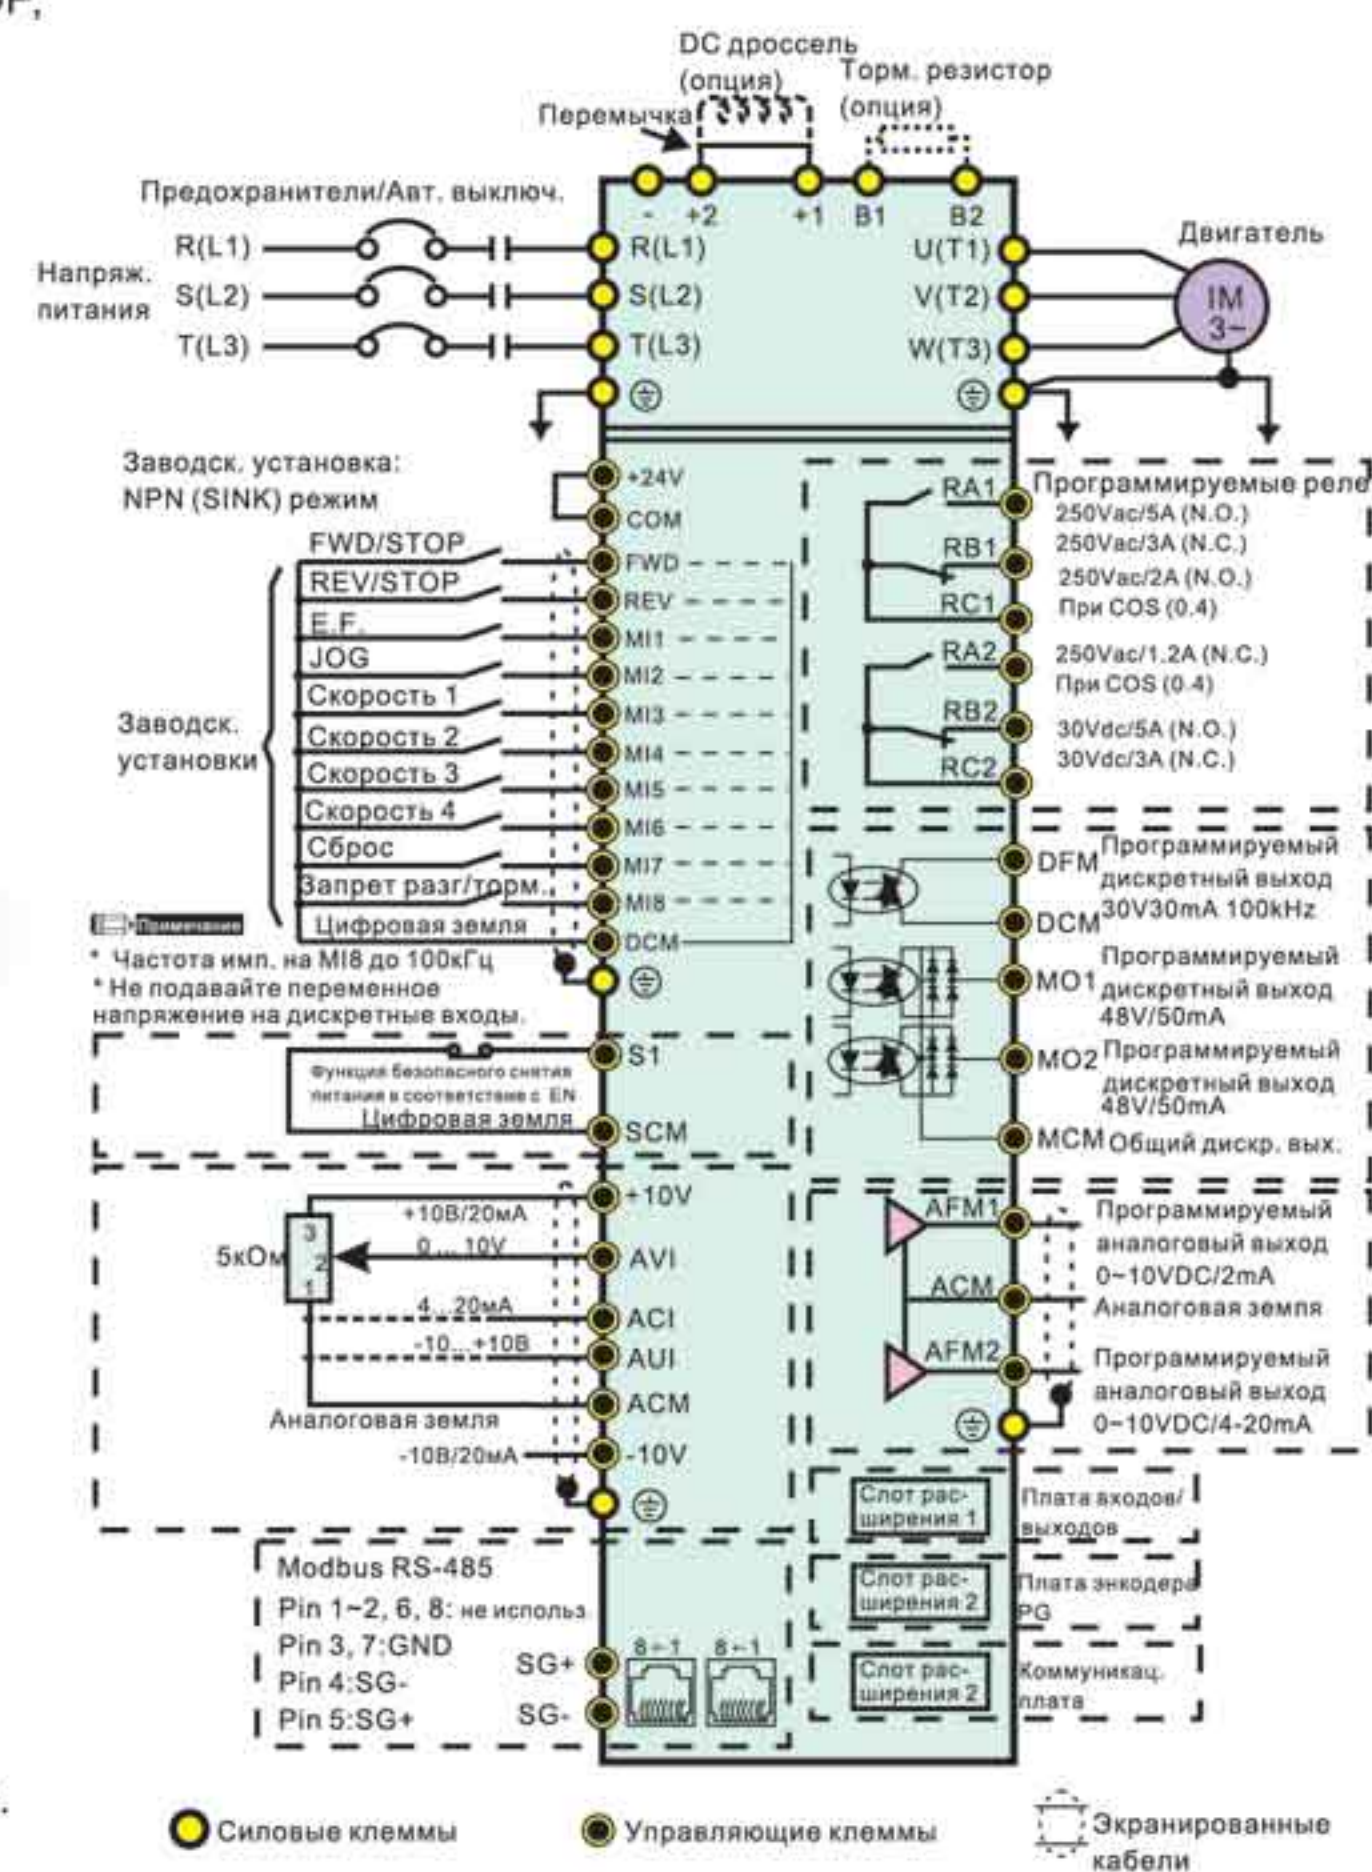 DC дроссель
(опция)
Торм. резистор
(опция)
Перемычка
Предохранители/Авт. выключ.
- +2 +1 B1 B2
Напряж.
питания
R(L1) R(L1) U(T1)
S(L2) S(L2) V(T2)
T(L3) T(L3) W(T3)
Двигатель
IM
3~
Заводск. установка:
NPN (SINK) режим
+24V
COM
FWD/STOP FWD
REV/STOP REV
E.F. MI1
JOG MI2
Скорость 1 MI3
Скорость 2 MI4
Скорость 3 MI5
Скорость 4 MI6
Сброс MI7
Запрет разг/торм. MI8
Цифровая земля DCM
Заводск.
установки
Примечание
* Частота имп. на MI8 до 100кГц
* Не подавайте переменное
напряжение на дискретные входы.
S1
Функция безопасного снятия
питания в соответствие с EN
Цифровая земля
SCM
+10V
+10В/20мА
5кОм
3
2
1
0 ... 10V AVI
4...20мА ACI
-10...+10В AUI
ACM
Аналоговая земля
-10В/20мА -10V
Modbus RS-485
Pin 1~2, 6, 8: не использ
Pin 3, 7:GND
Pin 4:SG-
Pin 5:SG+
SG+
SG-
8←1 8←1
RA1
RB1
RC1
RA2
RB2
RC2
Программируемые реле
250Vac/5A (N.O.)
250Vac/3A (N.C.)
250Vac/2A (N.O.)
При COS (0.4)
250Vac/1.2A (N.C.)
При COS (0.4)
30Vdc/5A (N.O.)
30Vdc/3A (N.C.)
DFM Программируемый
дискретный выход
DCM 30V30mA 100kHz
MO1 Программируемый
дискретный выход
48V/50mA
MO2 Программируемый
дискретный выход
48V/50mA
MCM Общий дискр. вых.
AFM1 Программируемый
аналоговый выход
0~10VDC/2mA
ACM Аналоговая земпя
AFM2 Программируемый
аналоговый выход
0~10VDC/4-20mA
Слот рас-
ширения 1
Плата входов/
выходов
Слот рас-
ширения 2
Плата энкодера
PG
Слот рас-
ширения 2
Коммуникац.
плата
Силовые клеммы
Управляющие клеммы
Экранированные
кабели